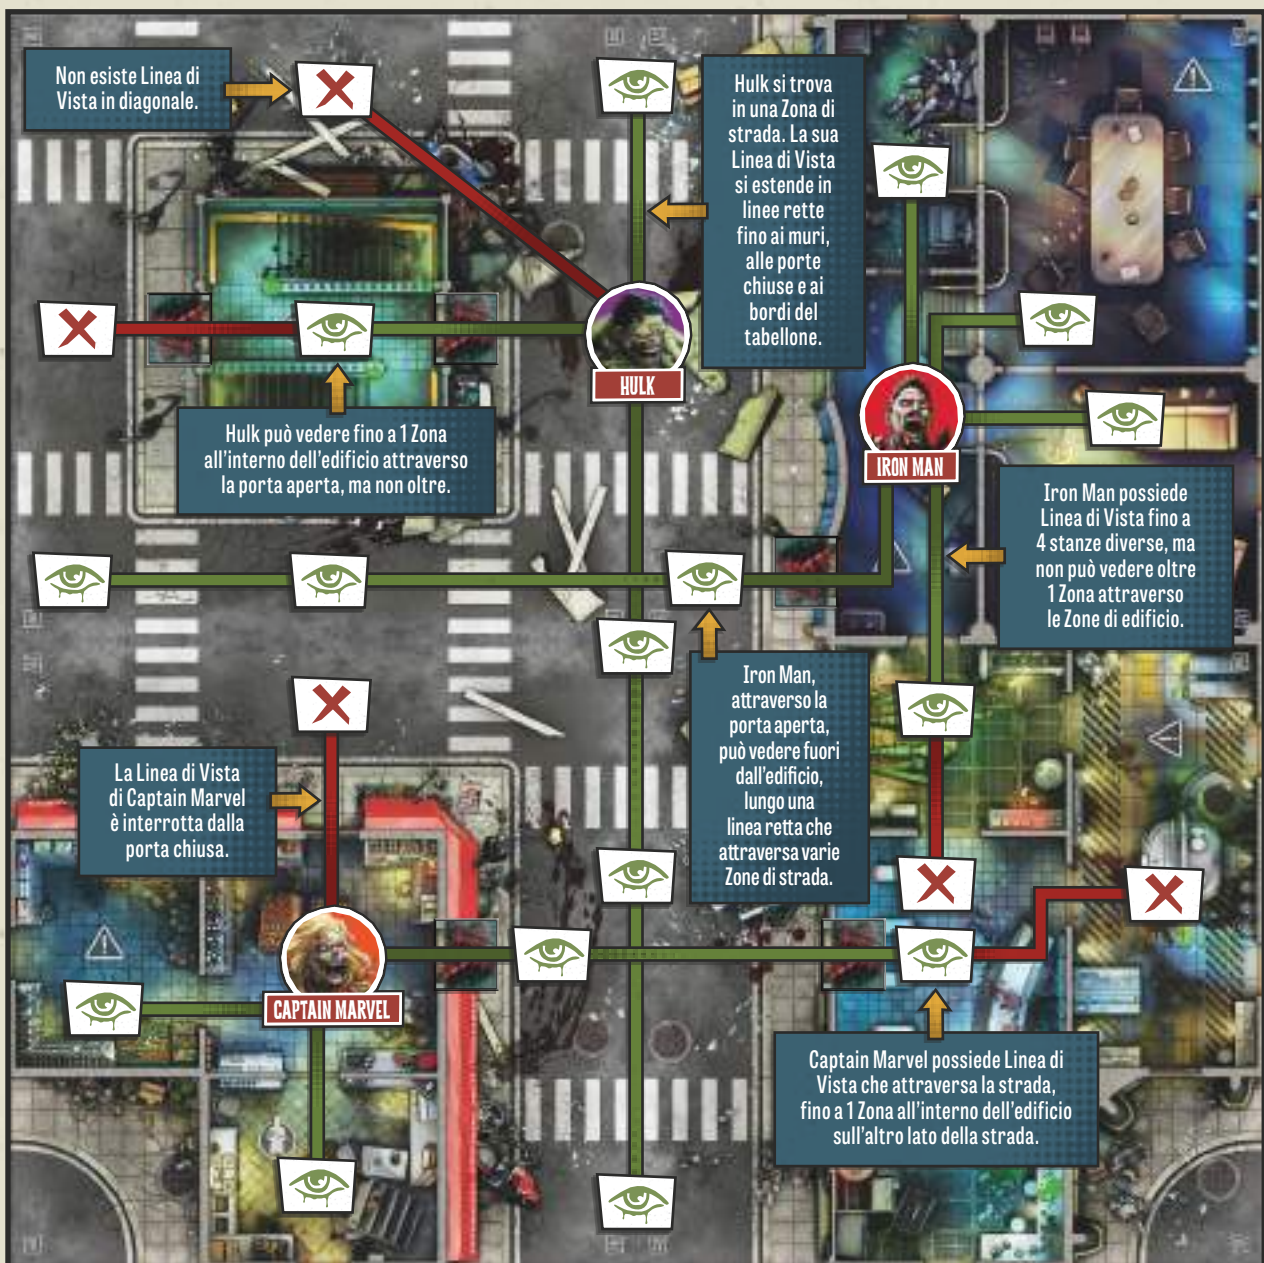 Non esiste Linea di
Vista in diagonale.
Hulk si trova
in una Zona di
strada. La sua
Linea di Vista
si estende in
linee rette
fino ai muri,
alle porte
chiuse e ai
bordi del
tabellone.
HULK
Hulk può vedere fino a 1 Zona
all'interno dell'edificio attraverso
la porta aperta, ma non oltre.
IRON MAN
Iron Man possiede
Linea di Vista fino a
4 stanze diverse, ma
non può vedere oltre
1 Zona attraverso
le Zone di edificio.
Iron Man,
attraverso la
porta aperta,
può vedere fuori
dall'edificio,
lungo una
linea retta che
attraversa varie
Zone di strada.
La Linea di Vista
di Captain Marvel
è interrotta dalla
porta chiusa.
CAPTAIN MARVEL
Captain Marvel possiede Linea di
Vista che attraversa la strada,
fino a 1 Zona all'interno dell'edificio
sull'altro lato della strada.